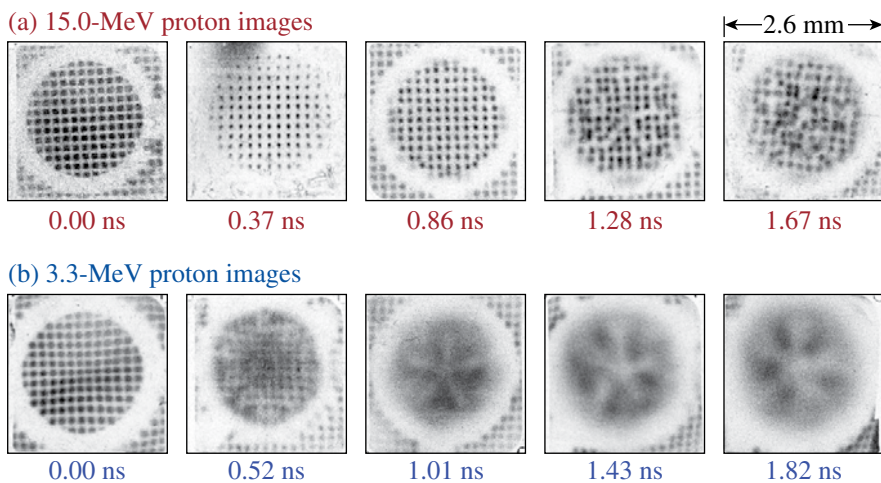 (a) 15.0-MeV proton images
2.6 mm
0.00 ns 0.37 ns 0.86 ns 1.28 ns 1.67 ns
(b) 3.3-MeV proton images
0.00 ns 0.52 ns 1.01 ns 1.43 ns 1.82 ns